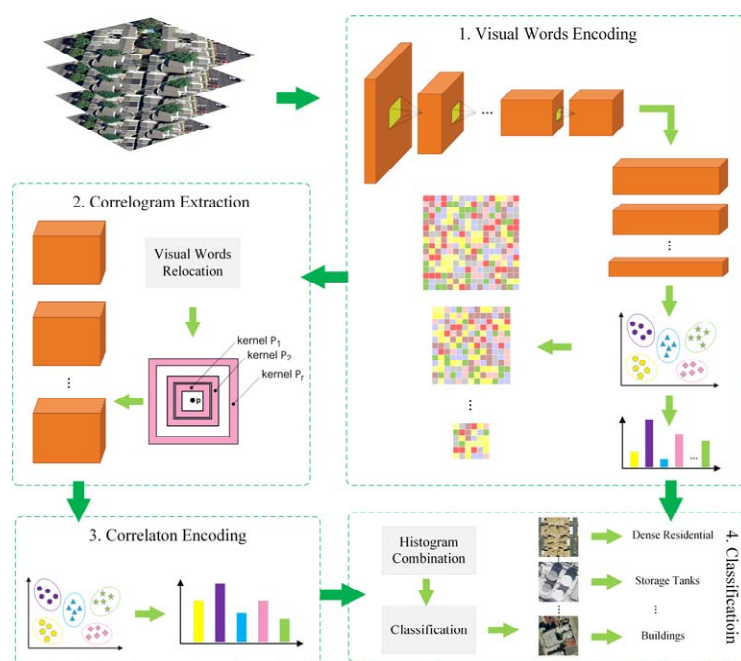 1. Visual Words Encoding
...
⋮
...
⋮
2. Correlogram Extraction
Visual Words
Relocation
kernel P1
kernel P2
kernel Pr
P
⋮
3. Correlaton Encoding
Histogram
Combination
Classification
Dense Residential
Storage Tanks
⋮
⋮
Buildings
4. Classificatioin